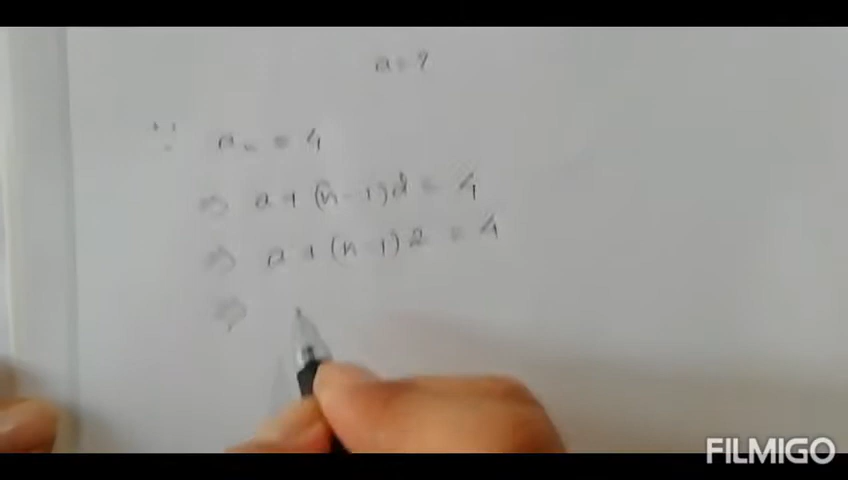 a = ?
∵ aₙ = 4
⇒ a + (n-1)d = 4
⇒ a + (n-1)2 = 4
⇒
FILMIGO